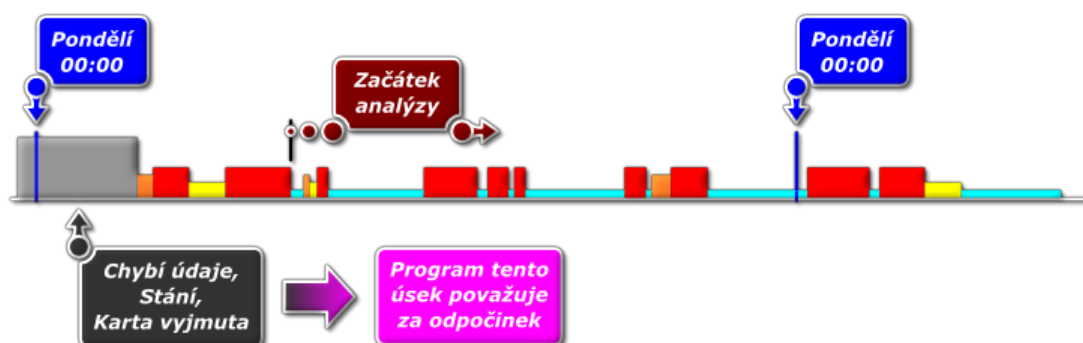 Pondělí
00:00
Začátek
analýzy
Pondělí
00:00
Chybí údaje,
Stání,
Karta vyjmuta
Program tento
úsek považuje
za odpočinek